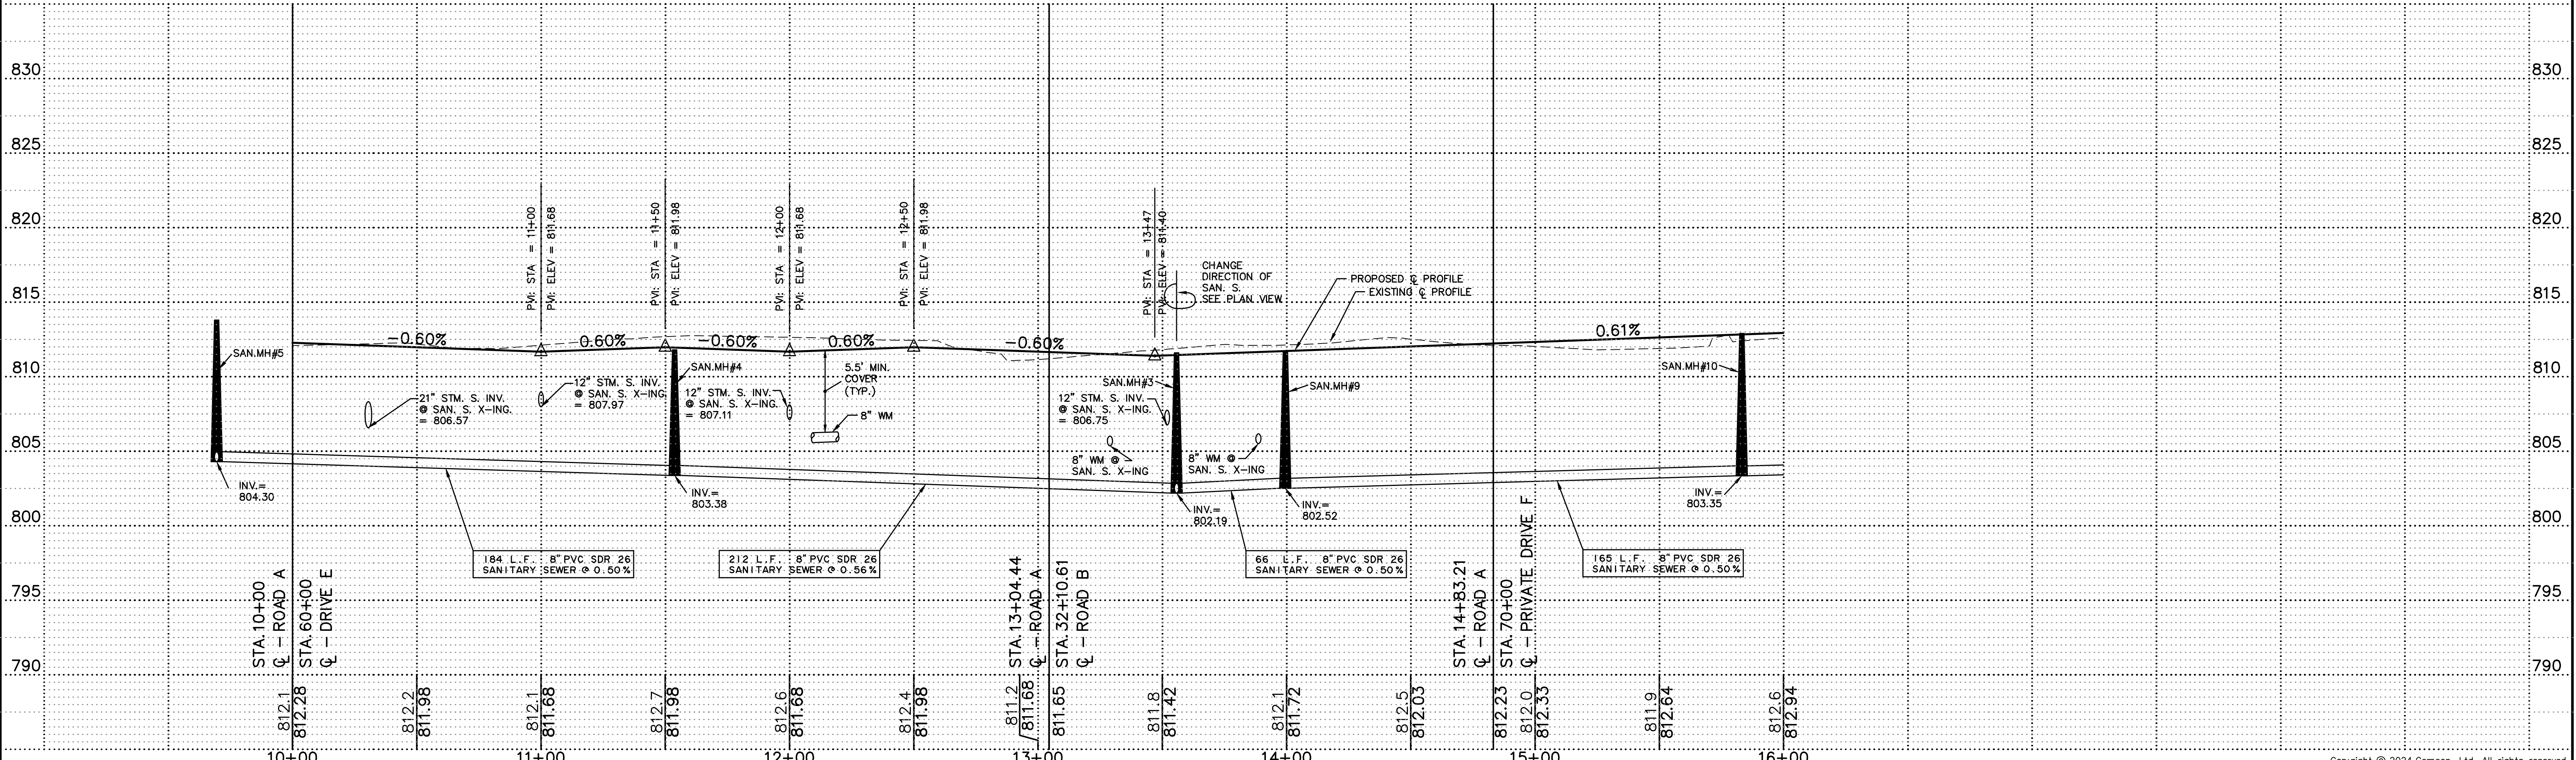 830
830
825
825
820
820
815
815
810
810
805
805
800
800
795
795
790
790
PVI: STA = 11+00
PVI: ELEV = 811.68
PVI: STA = 11+50
PVI: ELEV = 811.98
PVI: STA = 12+00
PVI: ELEV = 811.68
PVI: STA = 12+50
PVI: ELEV = 811.98
PVI: STA = 13+47
PVI: ELEV = 811.40
CHANGE
DIRECTION OF
SAN. S.
SEE PLAN VIEW
PROPOSED ℄ PROFILE
EXISTING ℄ PROFILE
-0.60%
0.60%
-0.60%
0.60%
-0.60%
0.61%
SAN.MH#5
21" STM. S. INV.
@ SAN. S. X-ING.
= 806.57
12" STM. S. INV.
@ SAN. S. X-ING.
= 807.97
SAN.MH#4
12" STM. S. INV.
@ SAN. S. X-ING.
= 807.11
5.5' MIN.
COVER
(TYP.)
8" WM
SAN.MH#3
12" STM. S. INV.
@ SAN. S. X-ING.
= 806.75
8" WM @
SAN. S. X-ING
8" WM @
SAN. S. X-ING
SAN.MH#9
SAN.MH#10
INV.=
804.30
INV.=
803.38
INV.=
802.19
INV.=
802.52
INV.=
803.35
184 L.F. 8" PVC SDR 26
SANITARY SEWER @ 0.50%
212 L.F. 8" PVC SDR 26
SANITARY SEWER @ 0.56%
66 L.F. 8" PVC SDR 26
SANITARY SEWER @ 0.50%
165 L.F. 8" PVC SDR 26
SANITARY SEWER @ 0.50%
STA.10+00
℄ - ROAD A
STA.60+00
℄ - DRIVE E
STA.13+04.44
℄ - ROAD A
STA.32+10.61
℄ - ROAD B
STA.14+83.21
℄ - ROAD A
STA.70+00
℄ - PRIVATE DRIVE F
812.1
812.28
812.2
811.98
812.1
811.68
812.7
811.98
812.6
811.68
812.4
811.98
811.2
811.68
811.65
811.8
811.42
812.1
811.72
812.5
812.03
812.23
812.0
812.33
811.9
812.64
812.6
812.94
10+00
11+00
12+00
13+00
14+00
15+00
16+00